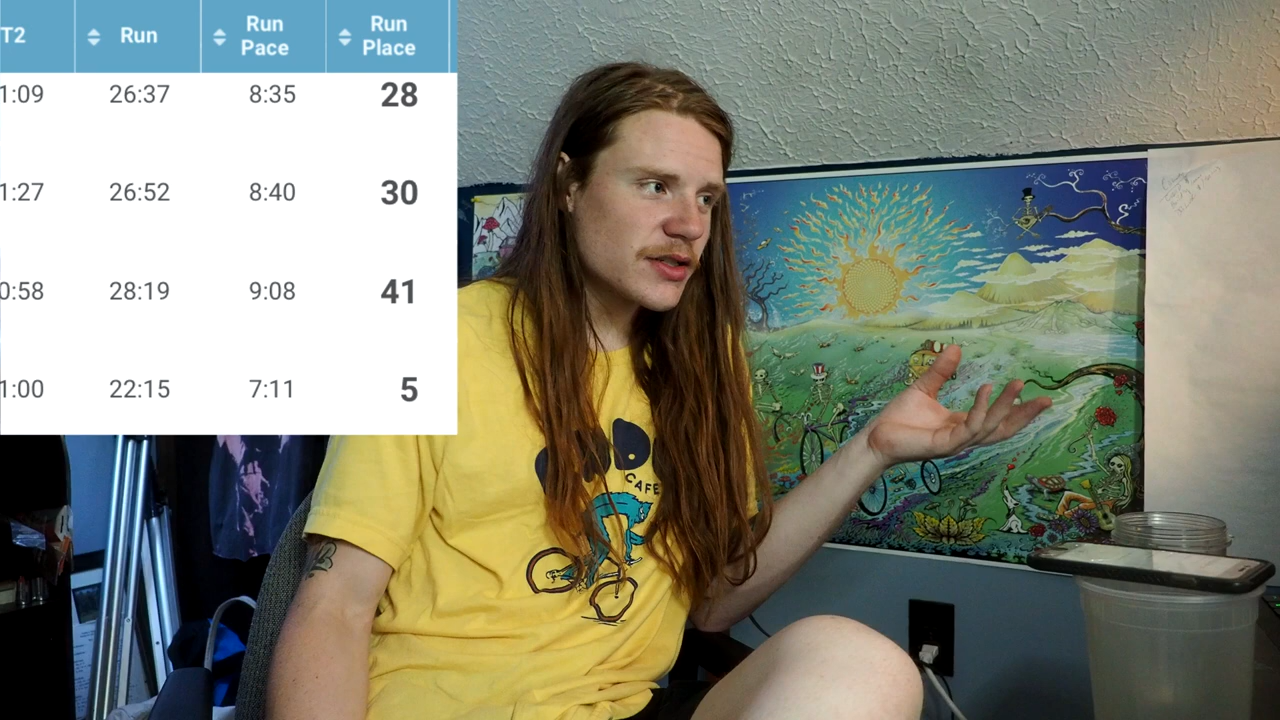 T2 Run Run Pace Run Place
1:09 26:37 8:35 28
1:27 26:52 8:40 30
0:58 28:19 9:08 41
1:00 22:15 7:11 5
CAFE